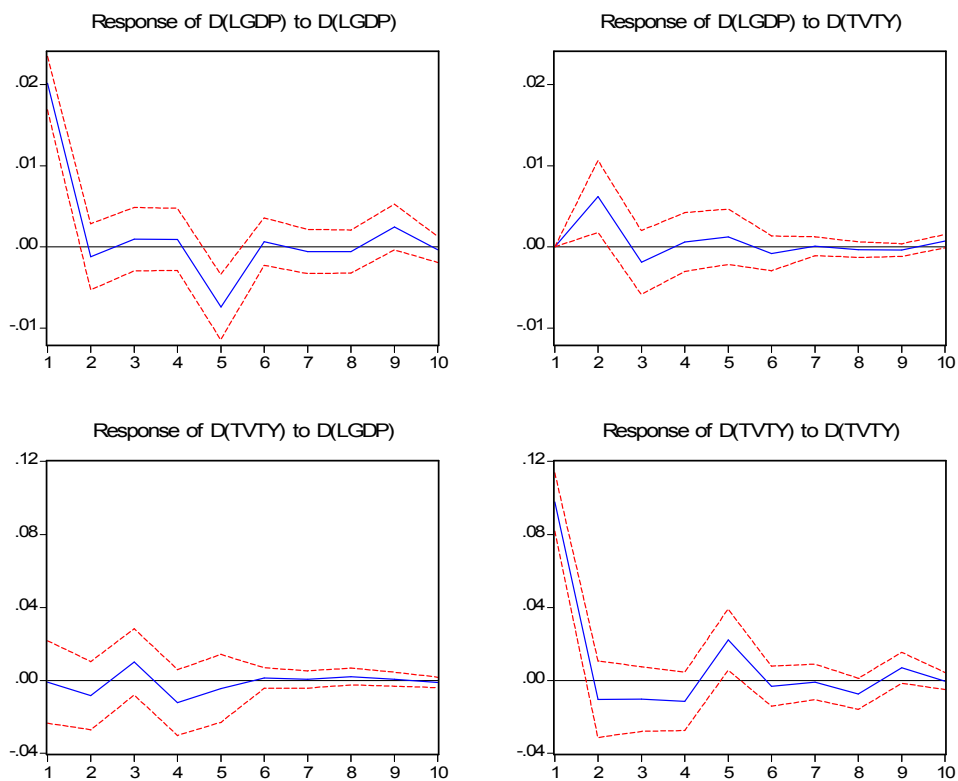 Response of D(LGDP) to D(LGDP)
.02
.01
.00
-.01
1 2 3 4 5 6 7 8 9 10
Response of D(LGDP) to D(TVTY)
.02
.01
.00
-.01
1 2 3 4 5 6 7 8 9 10
Response of D(TVTY) to D(LGDP)
.12
.08
.04
.00
-.04
1 2 3 4 5 6 7 8 9 10
Response of D(TVTY) to D(TVTY)
.12
.08
.04
.00
-.04
1 2 3 4 5 6 7 8 9 10